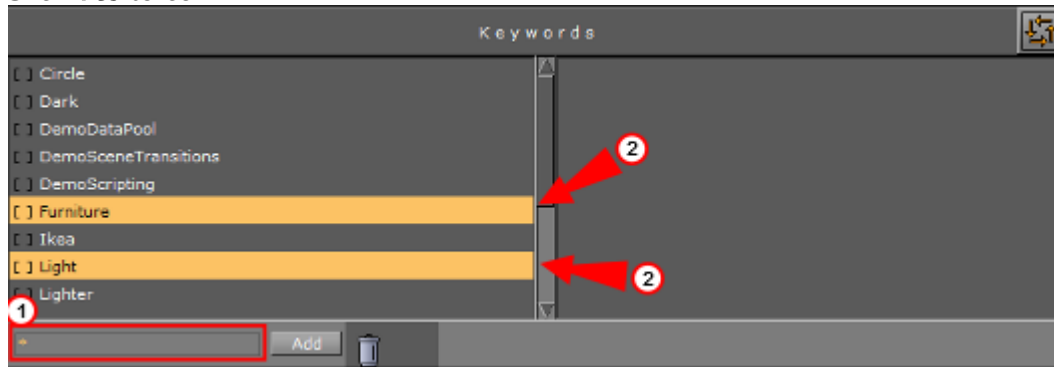 Keywords
[ ] Circle
[ ] Dark
[ ] DemoDataPool
[ ] DemoSceneTransitions
[ ] DemoScripting
[ ] Furniture
[ ] Ikea
[ ] Light
[ ] Lighter
2
2
1
Add